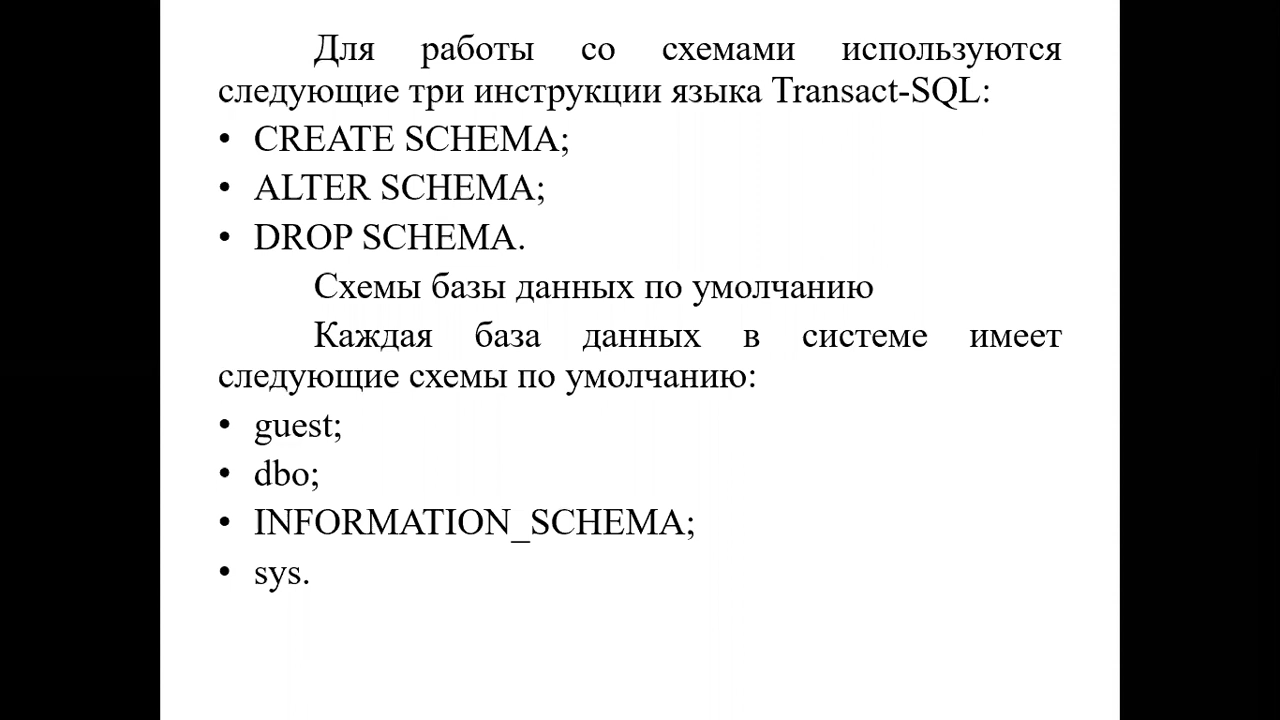 Для работы со схемами используются
следующие три инструкции языка Transact-SQL:
• CREATE SCHEMA;
• ALTER SCHEMA;
• DROP SCHEMA.
Схемы базы данных по умолчанию
Каждая база данных в системе имеет
следующие схемы по умолчанию:
• guest;
• dbo;
• INFORMATION_SCHEMA;
• sys.